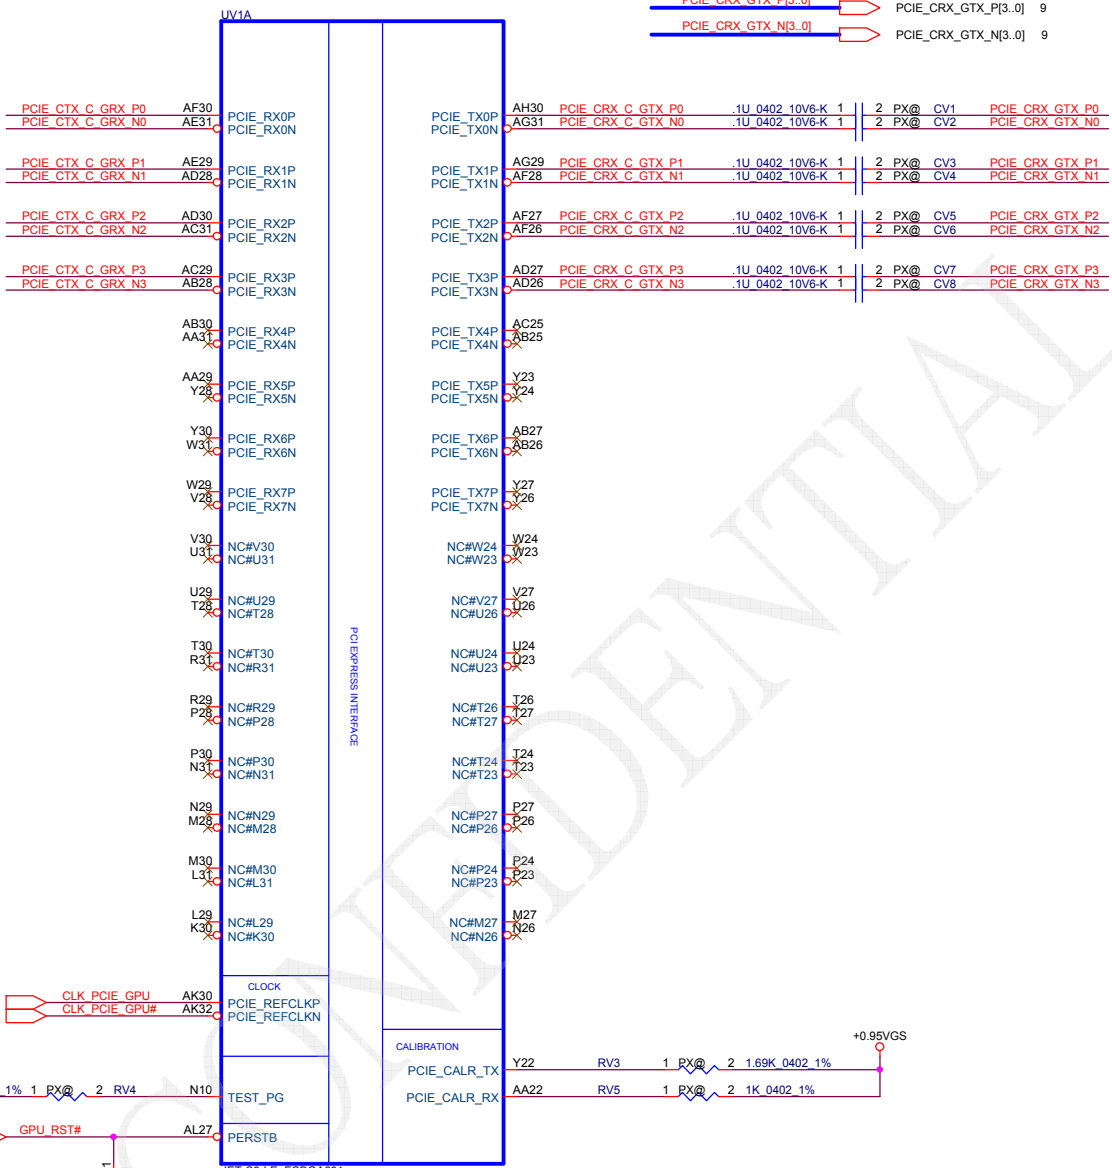 UV1A
PCIE_CRX_GTX_P[3..0] PCIE_CRX_GTX_P[3..0] 9
PCIE_CRX_GTX_N[3..0] PCIE_CRX_GTX_N[3..0] 9
PCIE_CTX_C_GRX_P0 AF30 PCIE_RX0P PCIE_TX0P AH30 PCIE_CRX_C_GTX_P0 .1U_0402_10V6-K 1 2 PX@ CV1 PCIE_CRX_GTX_P0
PCIE_CTX_C_GRX_N0 AE31 PCIE_RX0N PCIE_TX0N AG31 PCIE_CRX_C_GTX_N0 .1U_0402_10V6-K 1 2 PX@ CV2 PCIE_CRX_GTX_N0
PCIE_CTX_C_GRX_P1 AE29 PCIE_RX1P PCIE_TX1P AG29 PCIE_CRX_C_GTX_P1 .1U_0402_10V6-K 1 2 PX@ CV3 PCIE_CRX_GTX_P1
PCIE_CTX_C_GRX_N1 AD28 PCIE_RX1N PCIE_TX1N AF28 PCIE_CRX_C_GTX_N1 .1U_0402_10V6-K 1 2 PX@ CV4 PCIE_CRX_GTX_N1
PCIE_CTX_C_GRX_P2 AD30 PCIE_RX2P PCIE_TX2P AF27 PCIE_CRX_C_GTX_P2 .1U_0402_10V6-K 1 2 PX@ CV5 PCIE_CRX_GTX_P2
PCIE_CTX_C_GRX_N2 AC31 PCIE_RX2N PCIE_TX2N AF26 PCIE_CRX_C_GTX_N2 .1U_0402_10V6-K 1 2 PX@ CV6 PCIE_CRX_GTX_N2
PCIE_CTX_C_GRX_P3 AC29 PCIE_RX3P PCIE_TX3P AD27 PCIE_CRX_C_GTX_P3 .1U_0402_10V6-K 1 2 PX@ CV7 PCIE_CRX_GTX_P3
PCIE_CTX_C_GRX_N3 AB28 PCIE_RX3N PCIE_TX3N AD26 PCIE_CRX_C_GTX_N3 .1U_0402_10V6-K 1 2 PX@ CV8 PCIE_CRX_GTX_N3
AB30 PCIE_RX4P PCIE_TX4P AC25
AA31 PCIE_RX4N PCIE_TX4N AB25
AA29 PCIE_RX5P PCIE_TX5P Y23
Y28 PCIE_RX5N PCIE_TX5N Y24
Y30 PCIE_RX6P PCIE_TX6P AB27
W31 PCIE_RX6N PCIE_TX6N AB26
W29 PCIE_RX7P PCIE_TX7P Y27
V28 PCIE_RX7N PCIE_TX7N Y26
V30 NC#V30 NC#W24 W24
U31 NC#U31 NC#W23 W23
U29 NC#U29 NC#V27 V27
T28 NC#T28 NC#U26 U26
T30 NC#T30 NC#U24 U24
R31 NC#R31 NC#U23 U23
PCI EXPRESS INTERFACE
R29 NC#R29 NC#T26 T26
P28 NC#P28 NC#T27 T27
P30 NC#P30 NC#T24 T24
N31 NC#N31 NC#T23 T23
N29 NC#N29 NC#P27 P27
M28 NC#M28 NC#P26 P26
M30 NC#M30 NC#P24 P24
L31 NC#L31 NC#P23 P23
L29 NC#L29 NC#M27 M27
K30 NC#K30 NC#N26 N26
CLOCK
CLK_PCIE_GPU AK30 PCIE_REFCLKP
CLK_PCIE_GPU# AK32 PCIE_REFCLKN
CALIBRATION
+0.95VGS
PCIE_CALR_TX Y22 RV3 1 PX@ 2 1.69K_0402_1%
_1% 1 PX@ 2 RV4 N10 TEST_PG PCIE_CALR_RX AA22 RV5 1 PX@ 2 1K_0402_1%
GPU_RST# AL27 PERSTB
1
CONFIDENTIAL